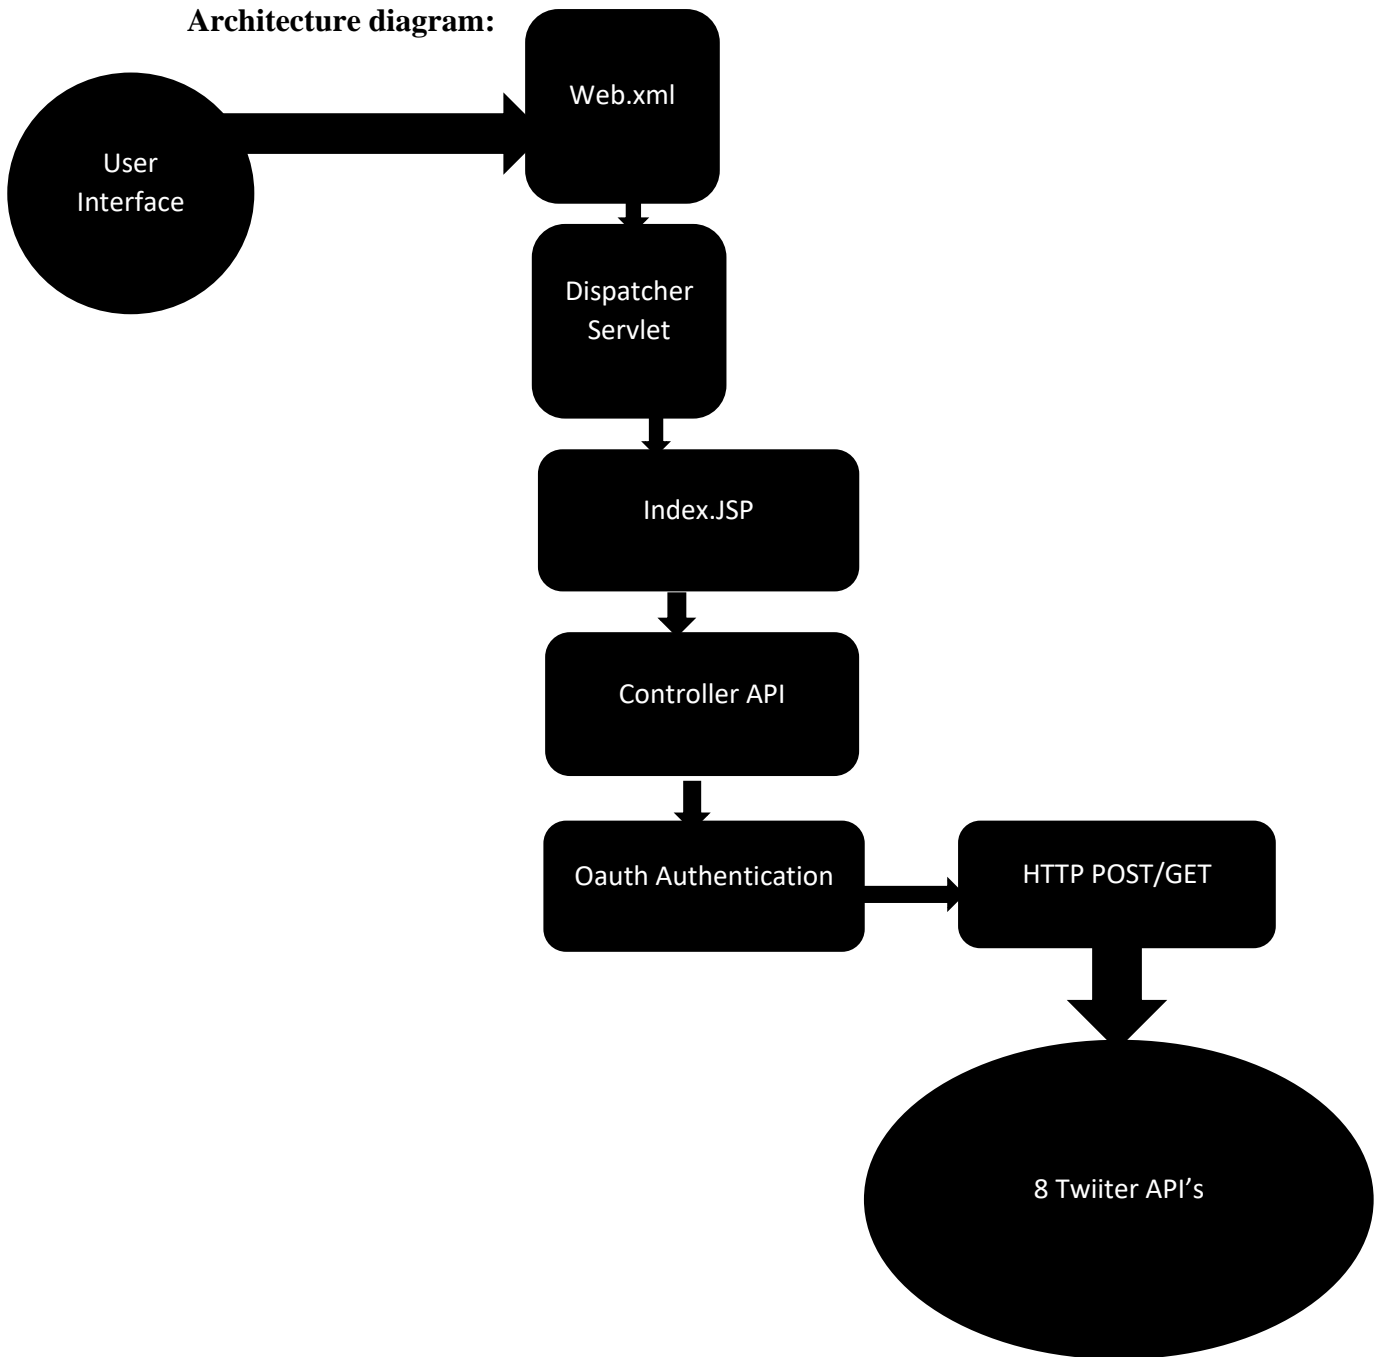 Architecture diagram:
Web.xml
User
Interface
Dispatcher
Servlet
Index.JSP
Controller API
Oauth Authentication
HTTP POST/GET
8 Twiiter API’s